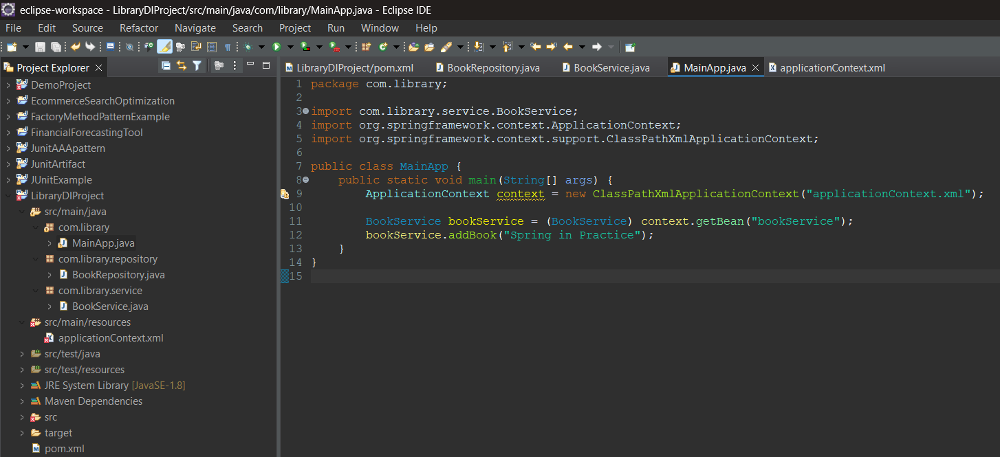 eclipse-workspace - LibraryDIProject/src/main/java/com/library/MainApp.java - Eclipse IDE
File Edit Source Refactor Navigate Search Project Run Window Help
Project Explorer
DemoProject
EcommerceSearchOptimization
FactoryMethodPatternExample
FinancialForecastingTool
JunitAAApattern
JunitArtifact
JUnitExample
LibraryDIProject
src/main/java
com.library
MainApp.java
com.library.repository
BookRepository.java
com.library.service
BookService.java
src/main/resources
applicationContext.xml
src/test/java
src/test/resources
JRE System Library [JavaSE-1.8]
Maven Dependencies
src
target
pom.xml
LibraryDIProject/pom.xml BookRepository.java BookService.java MainApp.java applicationContext.xml
1 package com.library;
2
3 import com.library.service.BookService;
4 import org.springframework.context.ApplicationContext;
5 import org.springframework.context.support.ClassPathXmlApplicationContext;
6
7 public class MainApp {
8     public static void main(String[] args) {
9         ApplicationContext context = new ClassPathXmlApplicationContext("applicationContext.xml");
10
11         BookService bookService = (BookService) context.getBean("bookService");
12         bookService.addBook("Spring in Practice");
13     }
14 }
15